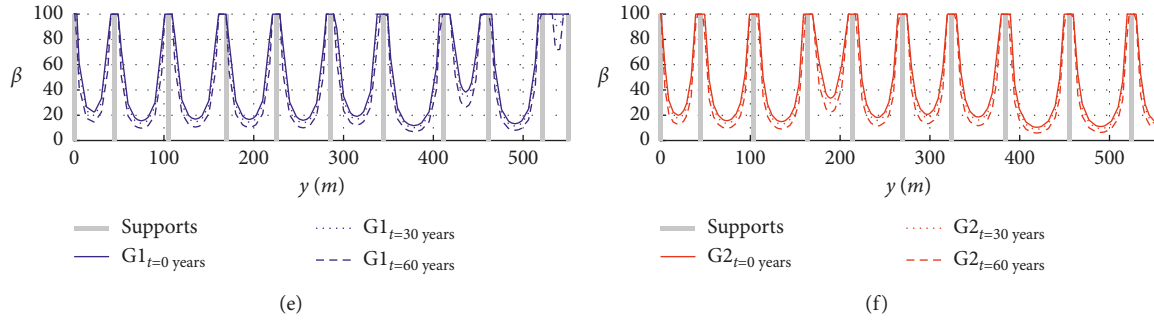 100
80
60
40
20
0
β
0 100 200 300 400 500
y (m)
Supports
G1t=0 years
G1t=30 years
G1t=60 years
(e)
100
80
60
40
20
0
β
0 100 200 300 400 500
y (m)
Supports
G2t=0 years
G2t=30 years
G2t=60 years
(f)